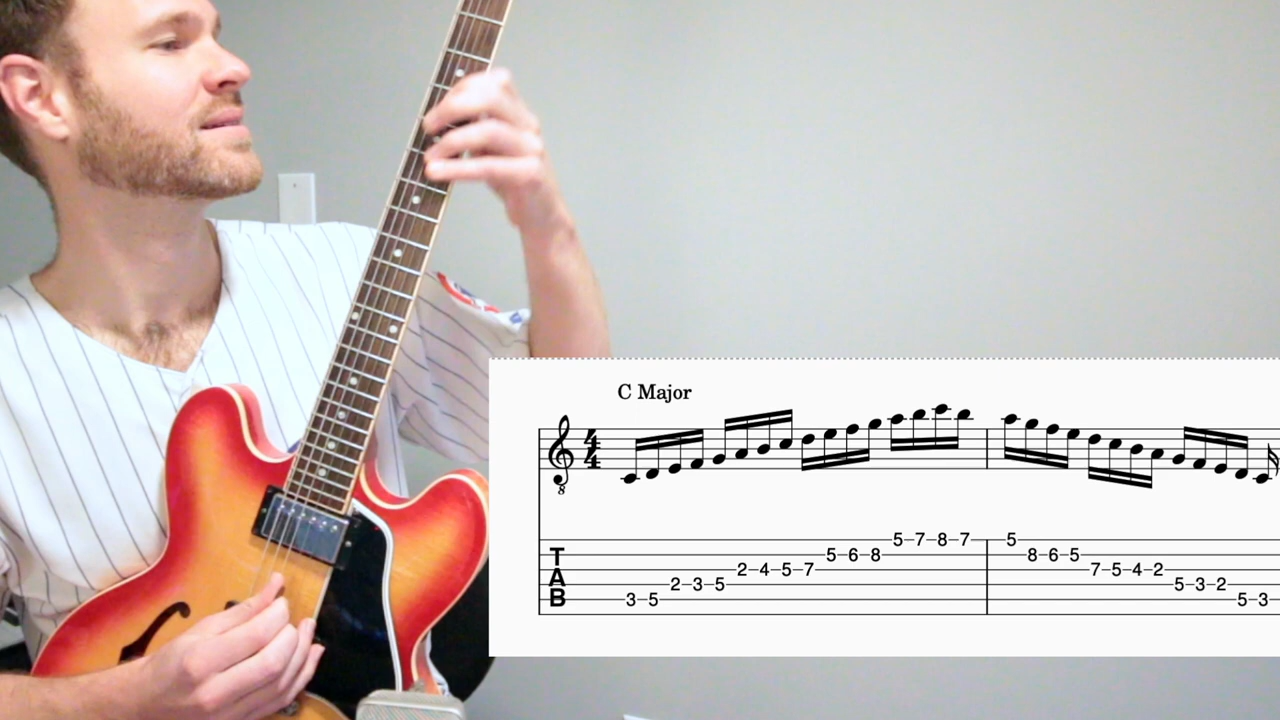 C Major
4
4
8
T
A
B
5 7 8 7 5
5 6 8 8 6 5
2 4 5 7 7 5 4 2
2 3 5 5 3 2
3 5 5 3